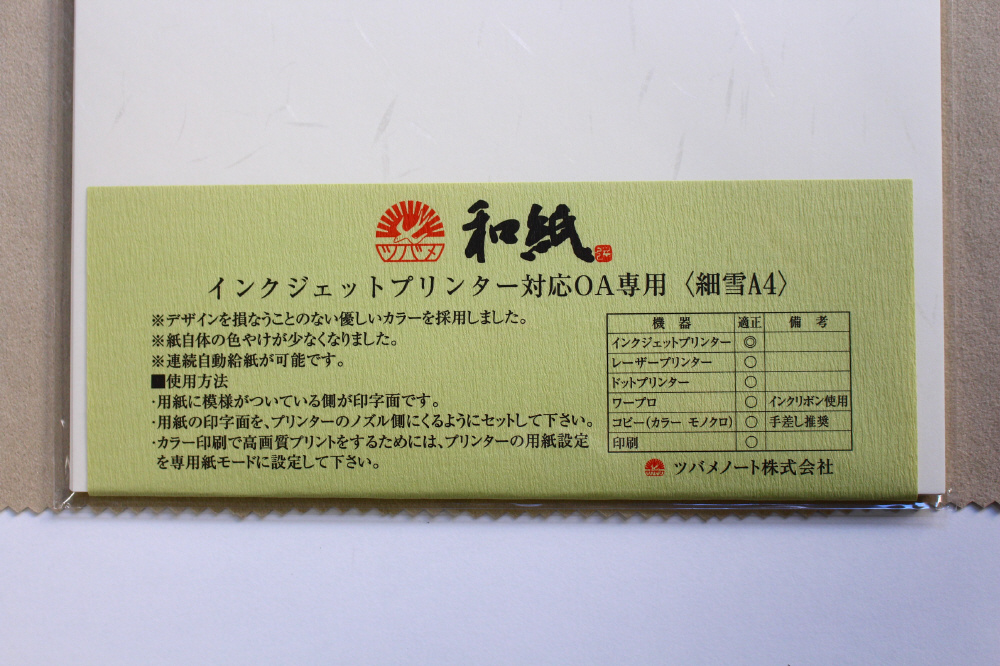 ツバメ
和紙
インクジェットプリンター対応OA専用〈細雪A4〉
※デザインを損なうことのない優しいカラーを採用しました。
※紙自体の色やけが少なくなりました。
※連続自動給紙が可能です。
■使用方法
・用紙に模様がついている側が印字面です。
・用紙の印字面を、プリンターのノズル側にくるようにセットして下さい。
・カラー印刷で高画質プリントをするためには、プリンターの用紙設定
を専用紙モードに設定して下さい。
機器 適正 備考
インクジェットプリンター ◎
レーザープリンター ○
ドットプリンター ○
ワープロ ○ インクリボン使用
コピー(カラー モノクロ) ○ 手差し推奨
印刷 ○
ツバメノート株式会社